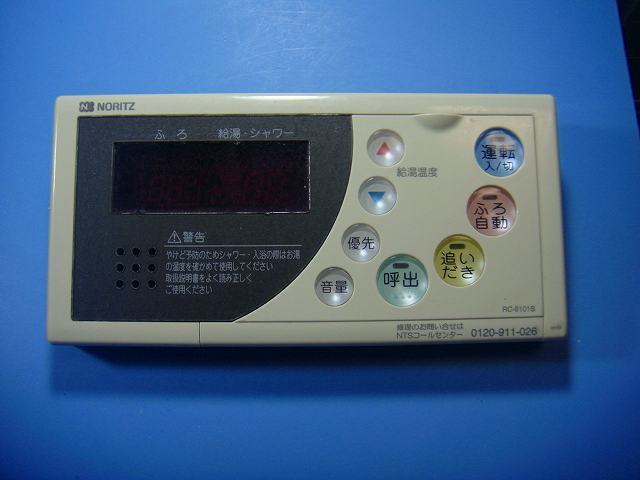 NORITZ
ふろ 給湯・シャワー
給湯温度
運転
入/切
ふろ
自動
優先
追い
だき
呼出
音量
⚠警告
やけど予防のためシャワー・入浴の際はお湯
の温度を確かめて使用してください
取扱説明書をよく読み正しく
ご使用ください
RC-8101S
修理のお問い合せは
NTSコールセンター 0120-911-026